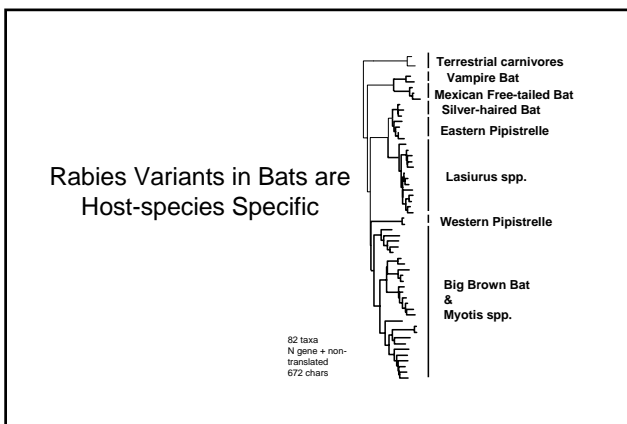 Rabies Variants in Bats are
Host-species Specific
Terrestrial carnivores
Vampire Bat
Mexican Free-tailed Bat
Silver-haired Bat
Eastern Pipistrelle
Lasiurus spp.
Western Pipistrelle
Big Brown Bat
&
Myotis spp.
82 taxa
N gene + non-
translated
672 chars